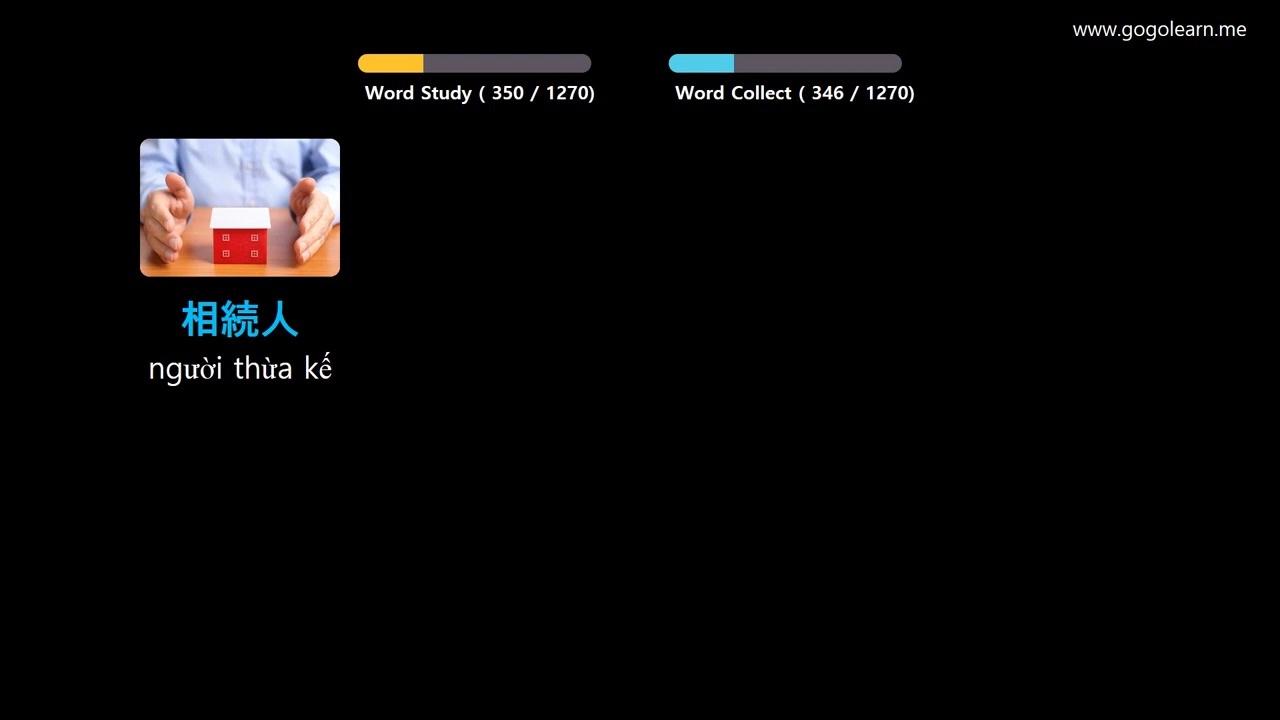 www.gogolearn.me
Word Study ( 350 / 1270)
Word Collect ( 346 / 1270)
相続人
người thừa kế